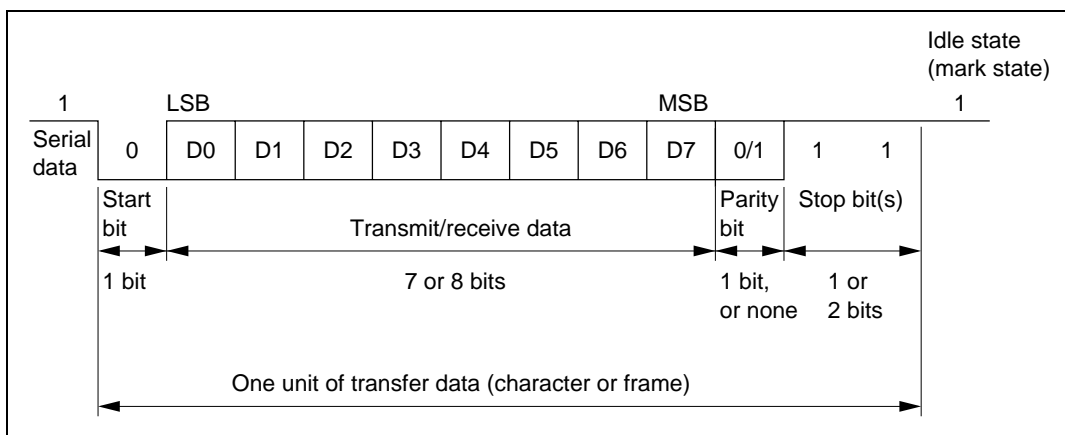 Idle state
(mark state)
1 LSB MSB 1
Serial
data
0 D0 D1 D2 D3 D4 D5 D6 D7 0/1 1 1
Start
bit
Transmit/receive data
Parity
bit
Stop bit(s)
1 bit
7 or 8 bits
1 bit,
or none
1 or
2 bits
One unit of transfer data (character or frame)